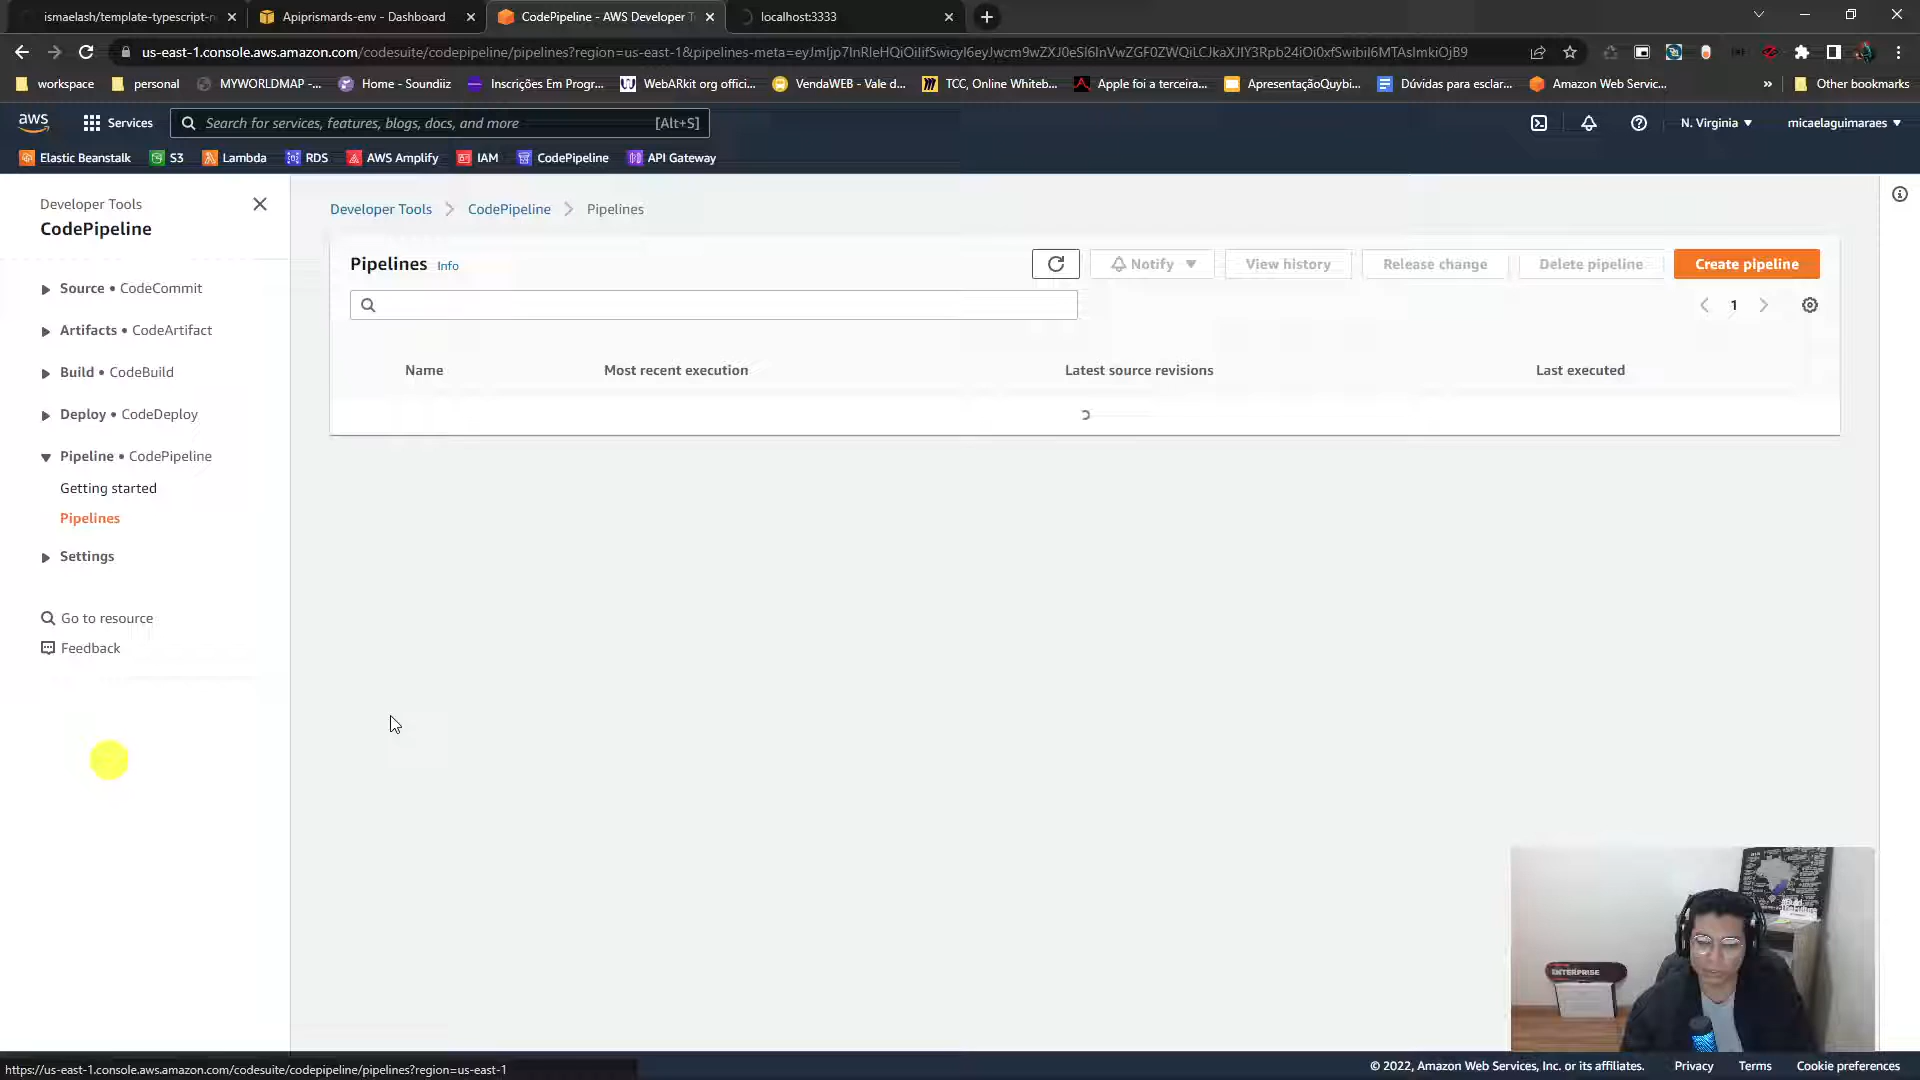 ismaelash/template-typescript-n
Apiprismards-env - Dashboard
CodePipeline - AWS Developer T
localhost:3333
us-east-1.console.aws.amazon.com/codesuite/codepipeline/pipelines?region=us-east-1&pipelines-meta=eyJmIjp7InRleHQiOiIifSwicyI6eyJwcm9wZXJ0eSI6InVwZGF0ZWQiLCJkaXJlY3Rpb24iOi0xfSwibiI6MTAsImkiOjB9
workspace
personal
MYWORLDMAP -...
Home - Soundiiz
Inscrições Em Progr...
WebARkit org offici...
VendaWEB - Vale d...
TCC, Online Whiteb...
Apple foi a terceira...
ApresentaçãoQuybi...
Dúvidas para esclar...
Amazon Web Servic...
»
Other bookmarks
aws
Services
Search for services, features, blogs, docs, and more
[Alt+S]
N. Virginia
micaelaguimaraes
Elastic Beanstalk
S3
Lambda
RDS
AWS Amplify
IAM
CodePipeline
API Gateway
Developer Tools
CodePipeline
Source • CodeCommit
Artifacts • CodeArtifact
Build • CodeBuild
Deploy • CodeDeploy
Pipeline • CodePipeline
Getting started
Pipelines
Settings
Go to resource
Feedback
Developer Tools
CodePipeline
Pipelines
Pipelines Info
Notify
View history
Release change
Delete pipeline
Create pipeline
1
Name
Most recent execution
Latest source revisions
Last executed
ENTERPRISE
https://us-east-1.console.aws.amazon.com/codesuite/codepipeline/pipelines?region=us-east-1
© 2022, Amazon Web Services, Inc. or its affiliates.
Privacy
Terms
Cookie preferences